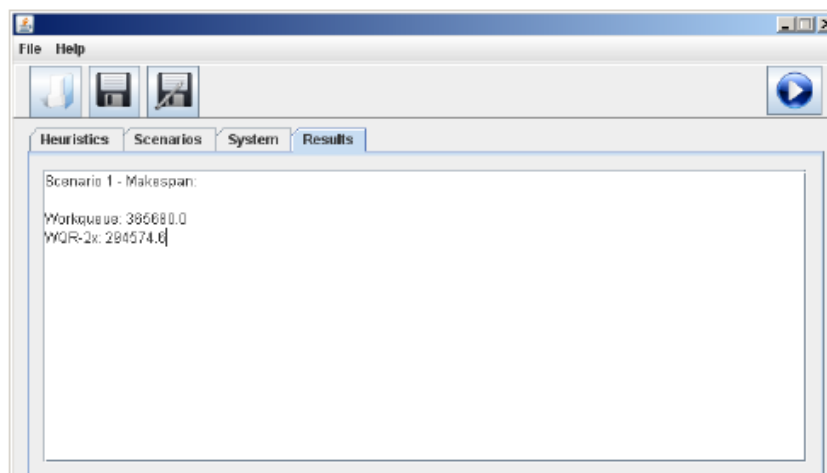 File Help
Heuristics Scenarios System Results
Scenario 1 - Makespan:
Workqueue: 365680.0
WQR-2x: 294574.6